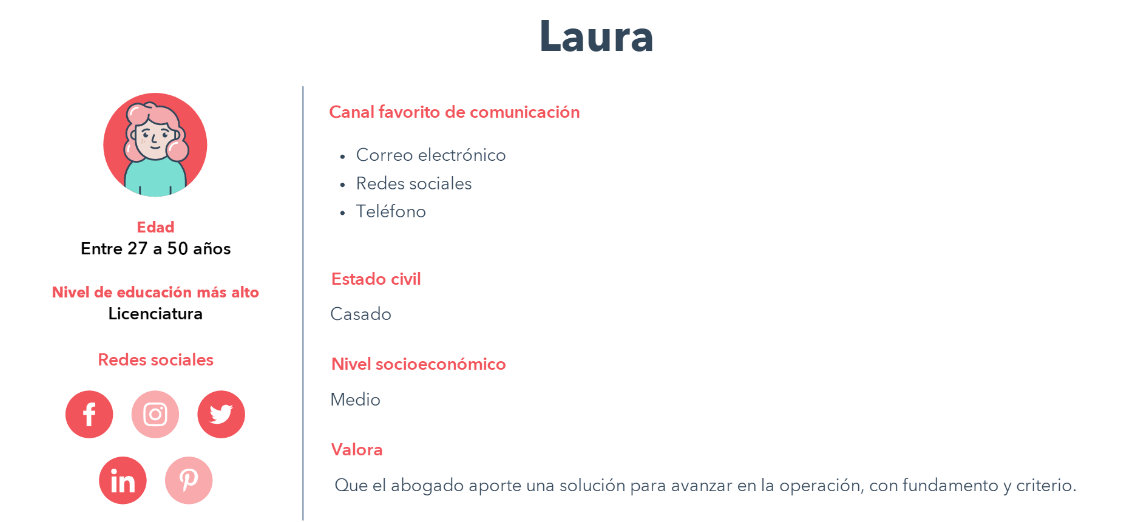 Laura
Edad
Entre 27 a 50 años
Nivel de educación más alto
Licenciatura
Redes sociales
f
in
Canal favorito de comunicación
• Correo electrónico
• Redes sociales
• Teléfono
Estado civil
Casado
Nivel socioeconómico
Medio
Valora
Que el abogado aporte una solución para avanzar en la operación, con fundamento y criterio.